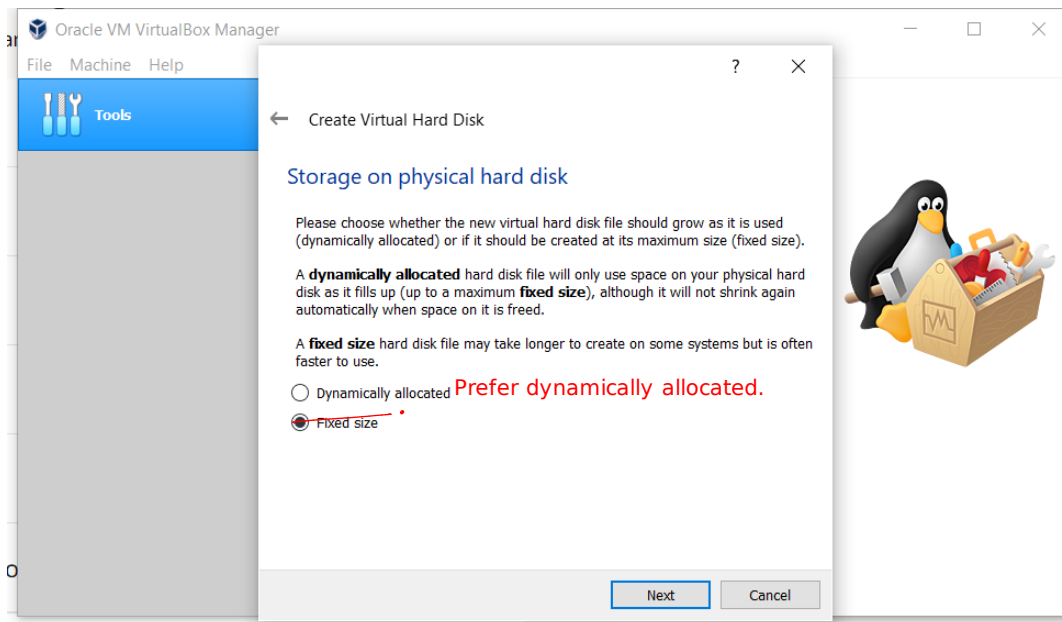 Oracle VM VirtualBox Manager
File Machine Help
Tools
?
Create Virtual Hard Disk
Storage on physical hard disk
Please choose whether the new virtual hard disk file should grow as it is used
(dynamically allocated) or if it should be created at its maximum size (fixed size).
A dynamically allocated hard disk file will only use space on your physical hard
disk as it fills up (up to a maximum fixed size), although it will not shrink again
automatically when space on it is freed.
A fixed size hard disk file may take longer to create on some systems but is often
faster to use.
Dynamically allocated Prefer dynamically allocated.
Fixed size
Next Cancel